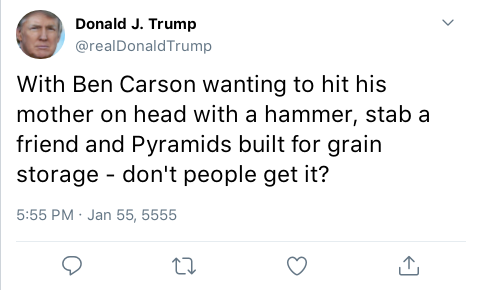 Donald J. Trump
@realDonaldTrump
With Ben Carson wanting to hit his
mother on head with a hammer, stab a
friend and Pyramids built for grain
storage - don't people get it?
5:55 PM · Jan 55, 5555